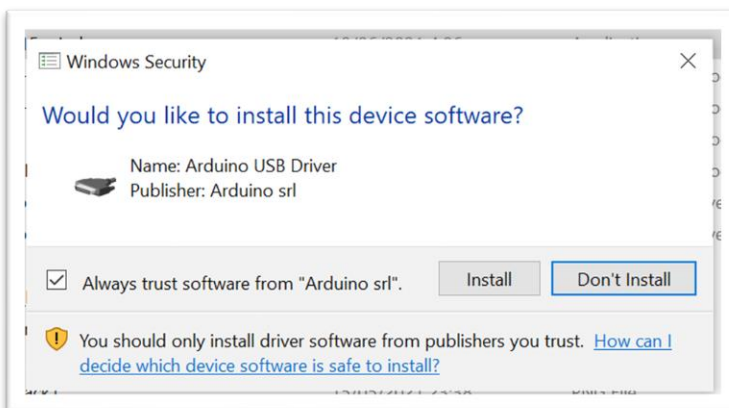 Windows Security
Would you like to install this device software?
Name: Arduino USB Driver
Publisher: Arduino srl
Always trust software from "Arduino srl".
Install
Don't Install
You should only install driver software from publishers you trust. How can I
decide which device software is safe to install?